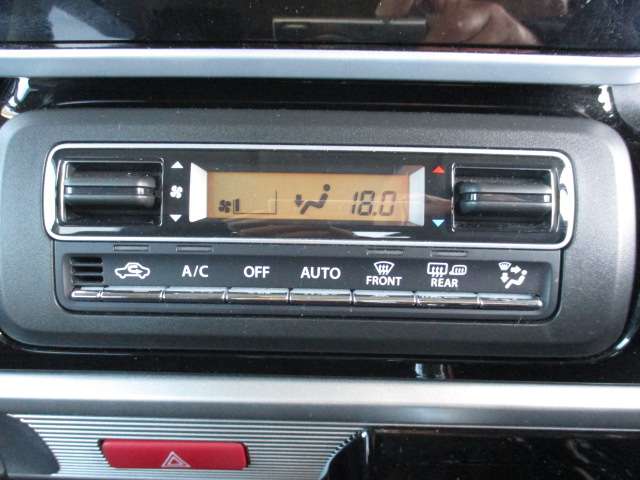 18.0
A/C OFF AUTO FRONT REAR